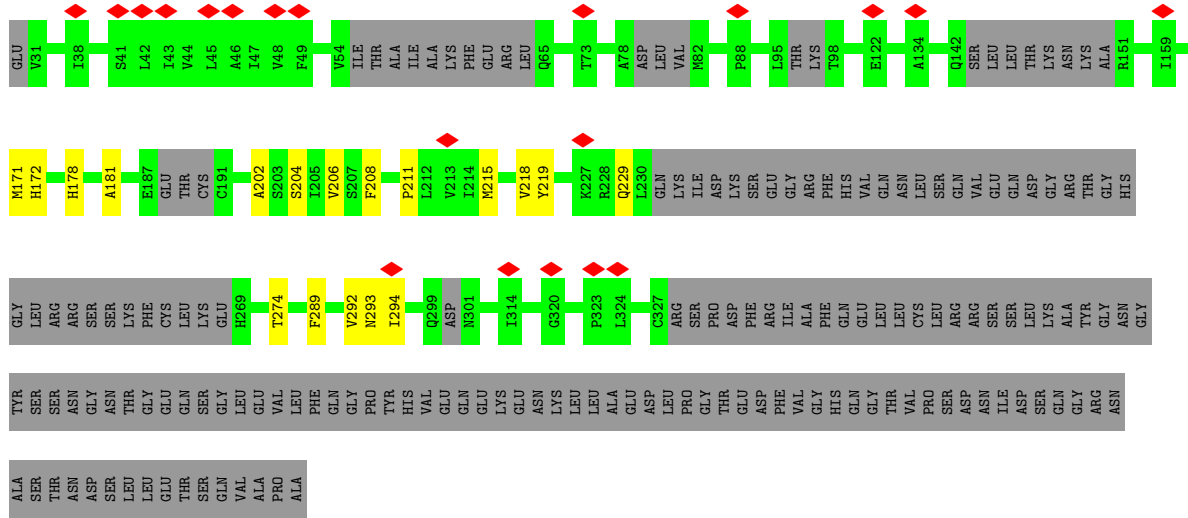 GLU V31 I38 S41 L42 I43 V44 L45 A46 I47 V48 F49 V54 ILE THR ALA ILE ALA LYS PHE GLU ARG LEU Q65 T73 A78 ASP LEU VAL M82 P88 L95 THR LYS T98 E122 A134 Q142 SER LEU LEU THR LYS ASN LYS ALA R151 I159
M171 H172 H178 A181 E187 GLU THR CYS C191 A202 S203 S204 I205 V206 S207 F208 P211 L212 V213 I214 M215 V218 Y219 K227 R228 Q229 L230 GLN LYS ILE ASP LYS SER GLU GLY ARG PHE HIS VAL GLN ASN LEU SER GLN VAL GLU GLN ASP GLY ARG THR GLY HIS
GLY LEU ARG ARG SER SER LYS PHE CYS LEU LYS GLU H269 T274 F289 V292 N293 I294 Q299 ASP N301 I314 G320 P323 L324 C327 ARG SER PRO ASP PHE ARG ILE ALA PHE GLN GLU LEU LEU CYS LEU ARG ARG SER SER LEU LYS ALA TYR GLY ASN GLY
TYR SER SER ASN GLY ASN THR GLY GLU GLN SER GLY LEU GLU VAL LEU PHE GLN GLY PRO TYR HIS VAL GLU GLN GLU LYS GLU ASN LYS LEU LEU ALA GLU ASP LEU PRO GLY THR GLU ASP PHE VAL GLY HIS GLN GLY THR VAL PRO SER ASP ASN ILE ASP SER GLN GLY ARG ASN
ALA SER THR ASN ASP SER LEU LEU GLU THR SER GLN VAL ALA PRO ALA